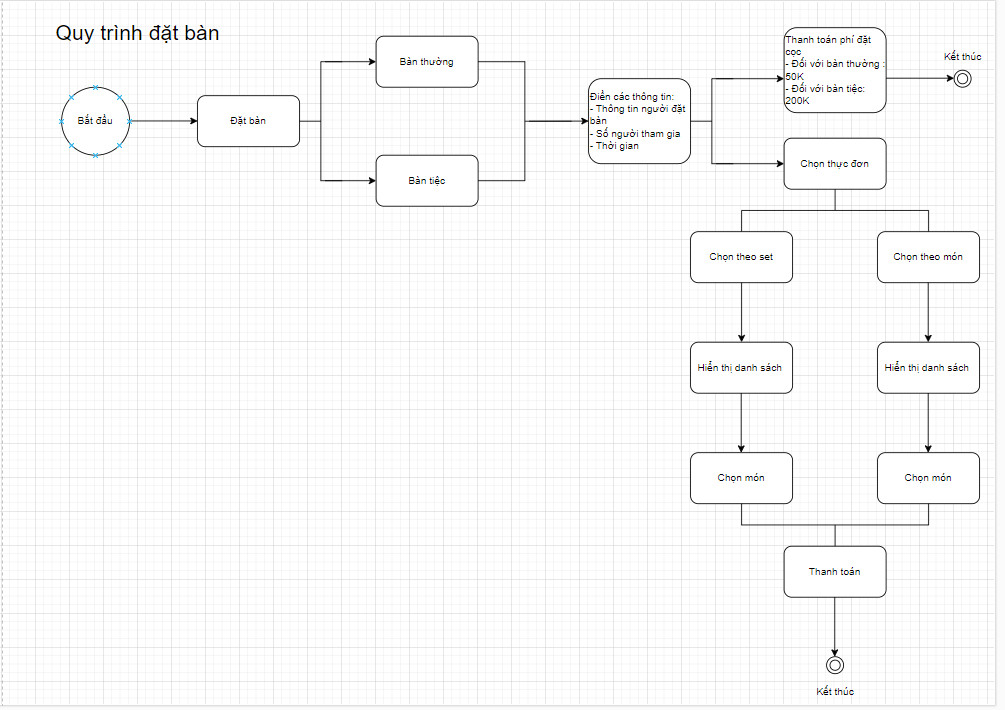 Quy trình đặt bàn
Bắt đầu
Đặt bàn
Bàn thường
Bàn tiệc
Điền các thông tin:
- Thông tin người đặt
bàn
- Số người tham gia
- Thời gian
Thanh toán phí đặt
cọc
- Đối với bàn thường :
50K
- Đối với bàn tiệc:
200K
Kết thúc
Chọn thực đơn
Chọn theo set
Chọn theo món
Hiển thị danh sách
Hiển thị danh sách
Chọn món
Chọn món
Thanh toán
Kết thúc